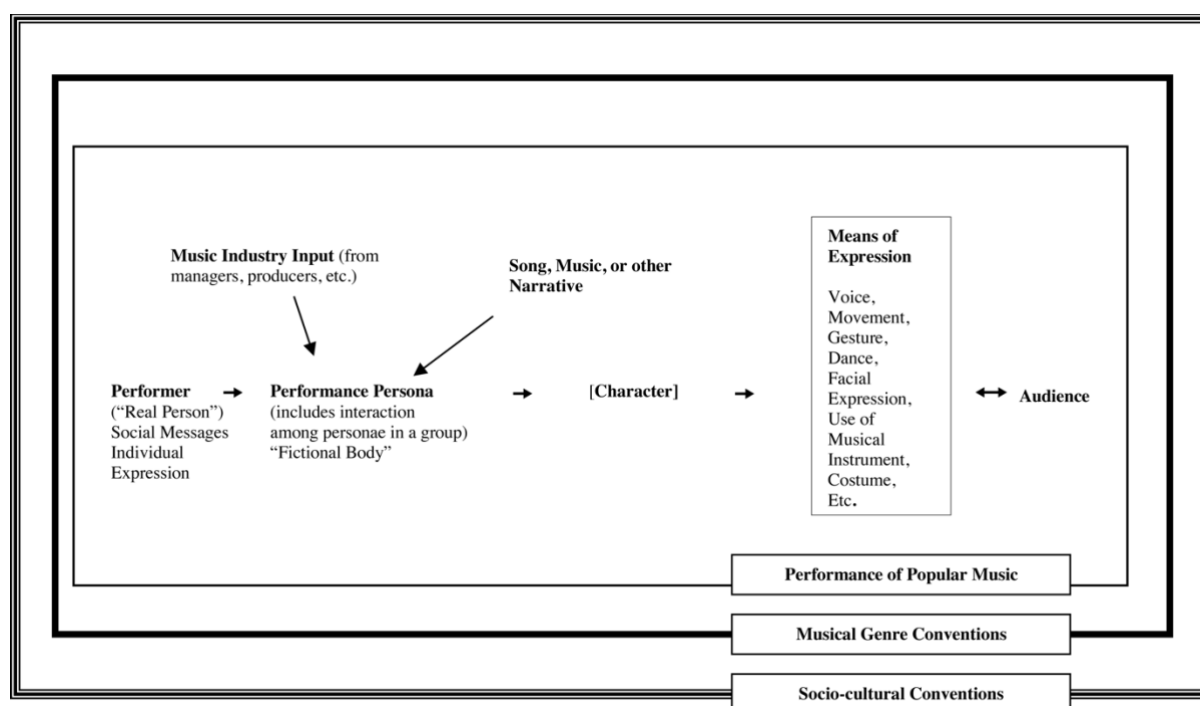 Music Industry Input (from
managers, producers, etc.)
Song, Music, or other
Narrative
Performer
(“Real Person”)
Social Messages
Individual
Expression
Performance Persona
(includes interaction
among personae in a group)
“Fictional Body”
[Character]
Means of
Expression
Voice,
Movement,
Gesture,
Dance,
Facial
Expression,
Use of
Musical
Instrument,
Costume,
Etc.
Audience
Performance of Popular Music
Musical Genre Conventions
Socio-cultural Conventions